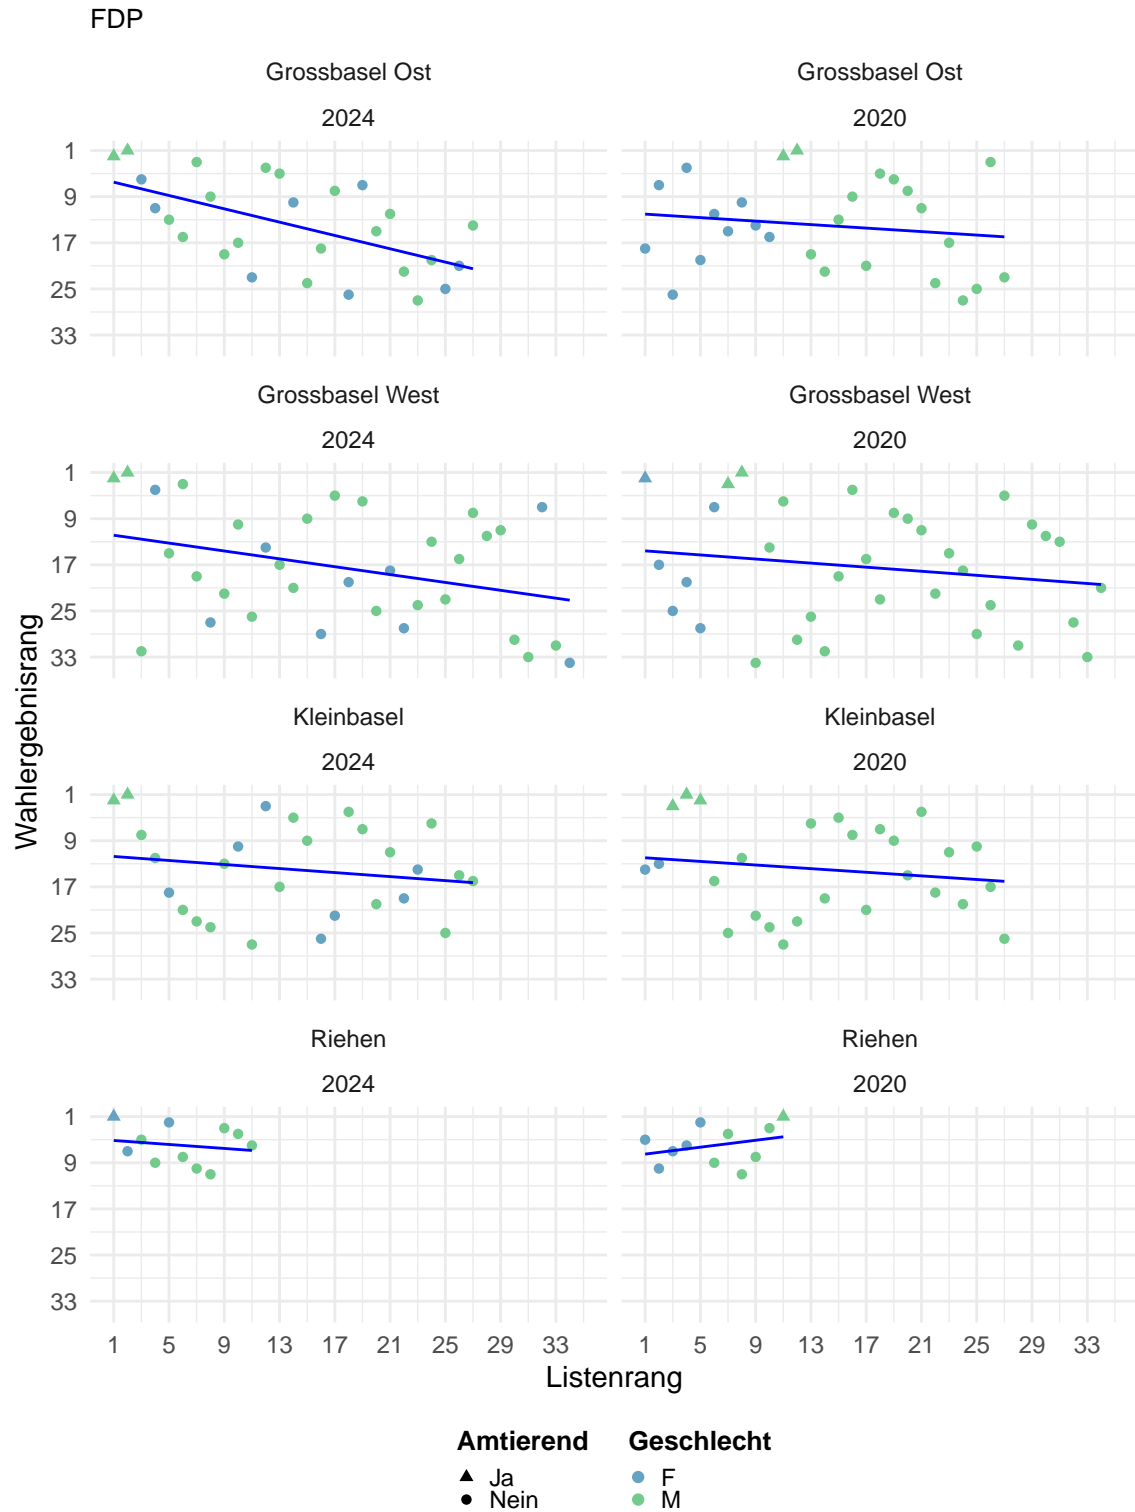 FDP
Grossbasel Ost
Grossbasel Ost
2024
2020
1
9
17
25
33
Grossbasel West
Grossbasel West
2024
2020
1
9
17
25
33
Wahlergebnisrang
Kleinbasel
Kleinbasel
2024
2020
1
9
17
25
33
Riehen
Riehen
2024
2020
1
9
17
25
33
1 5 9 13 17 21 25 29 33 1 5 9 13 17 21 25 29 33
Listenrang
Amtierend Geschlecht
Ja F
Nein M